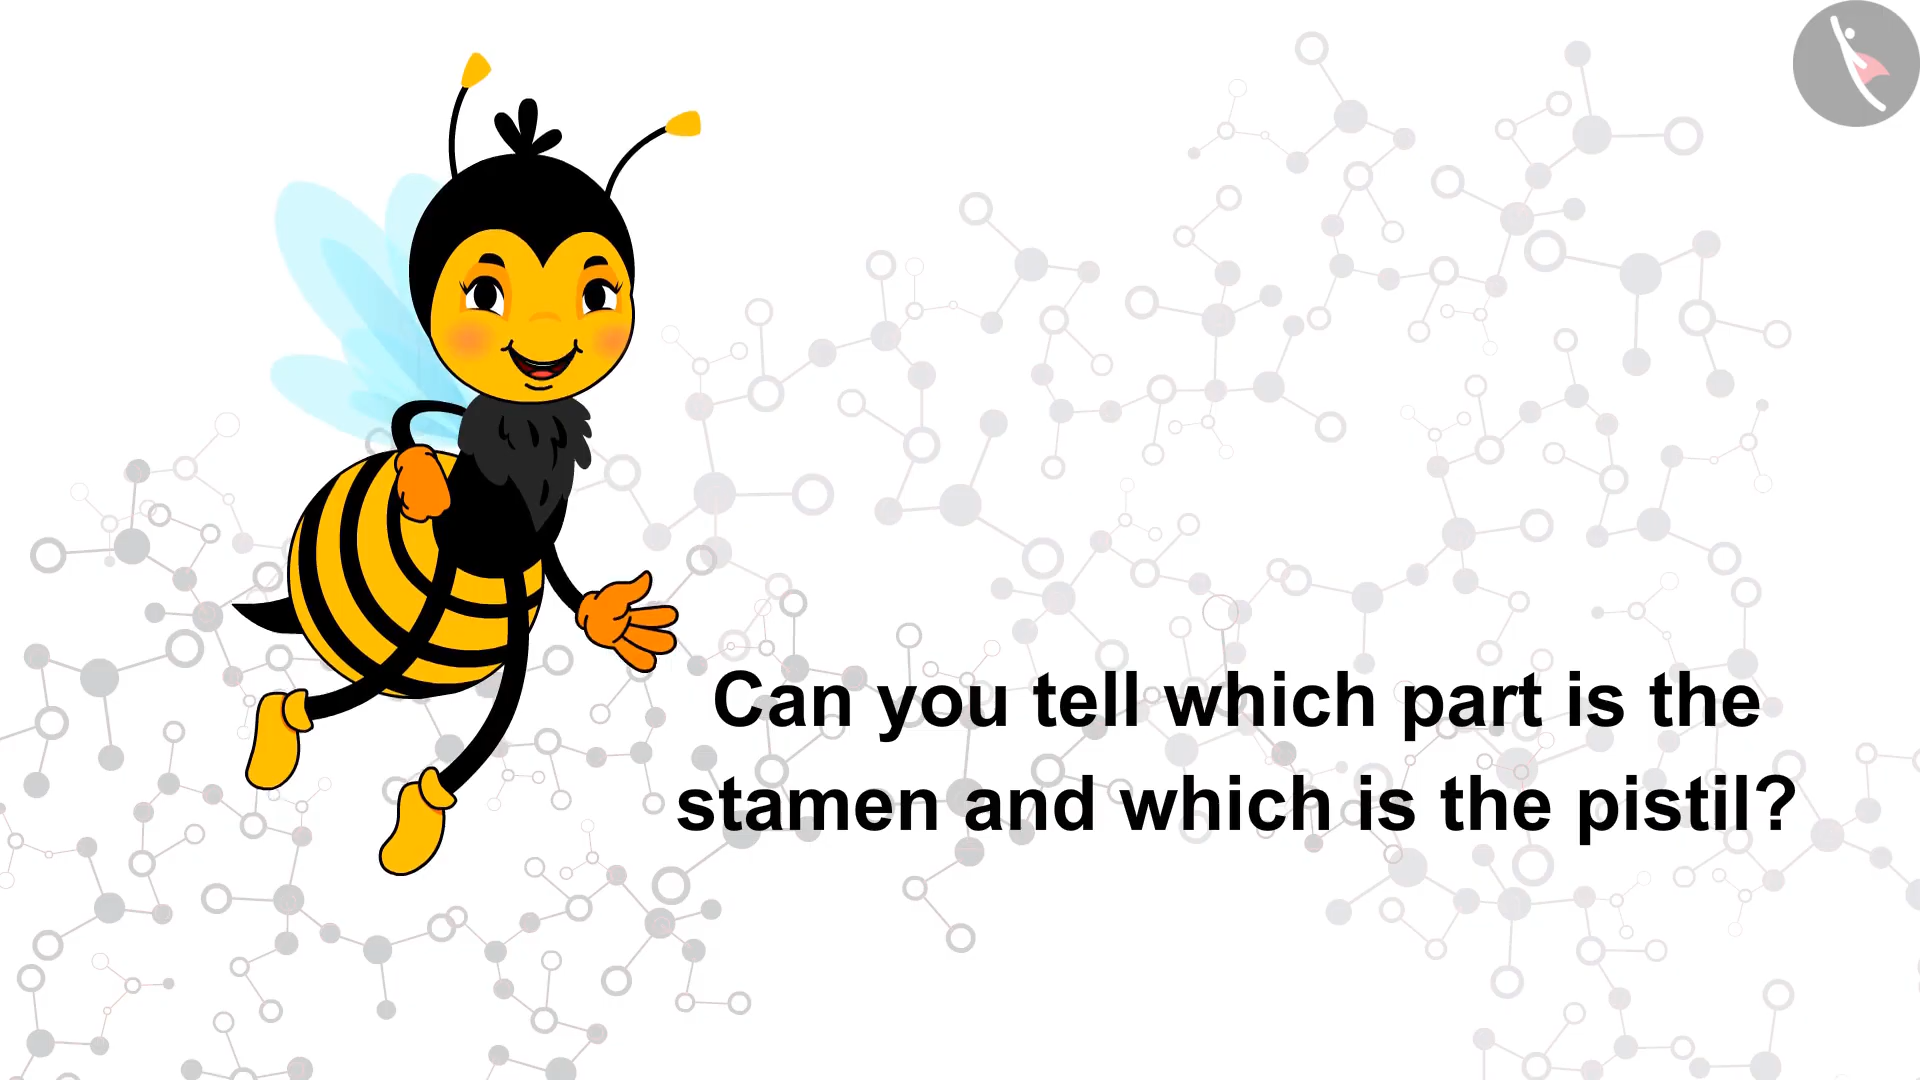 Can you tell which part is the
stamen and which is the pistil?